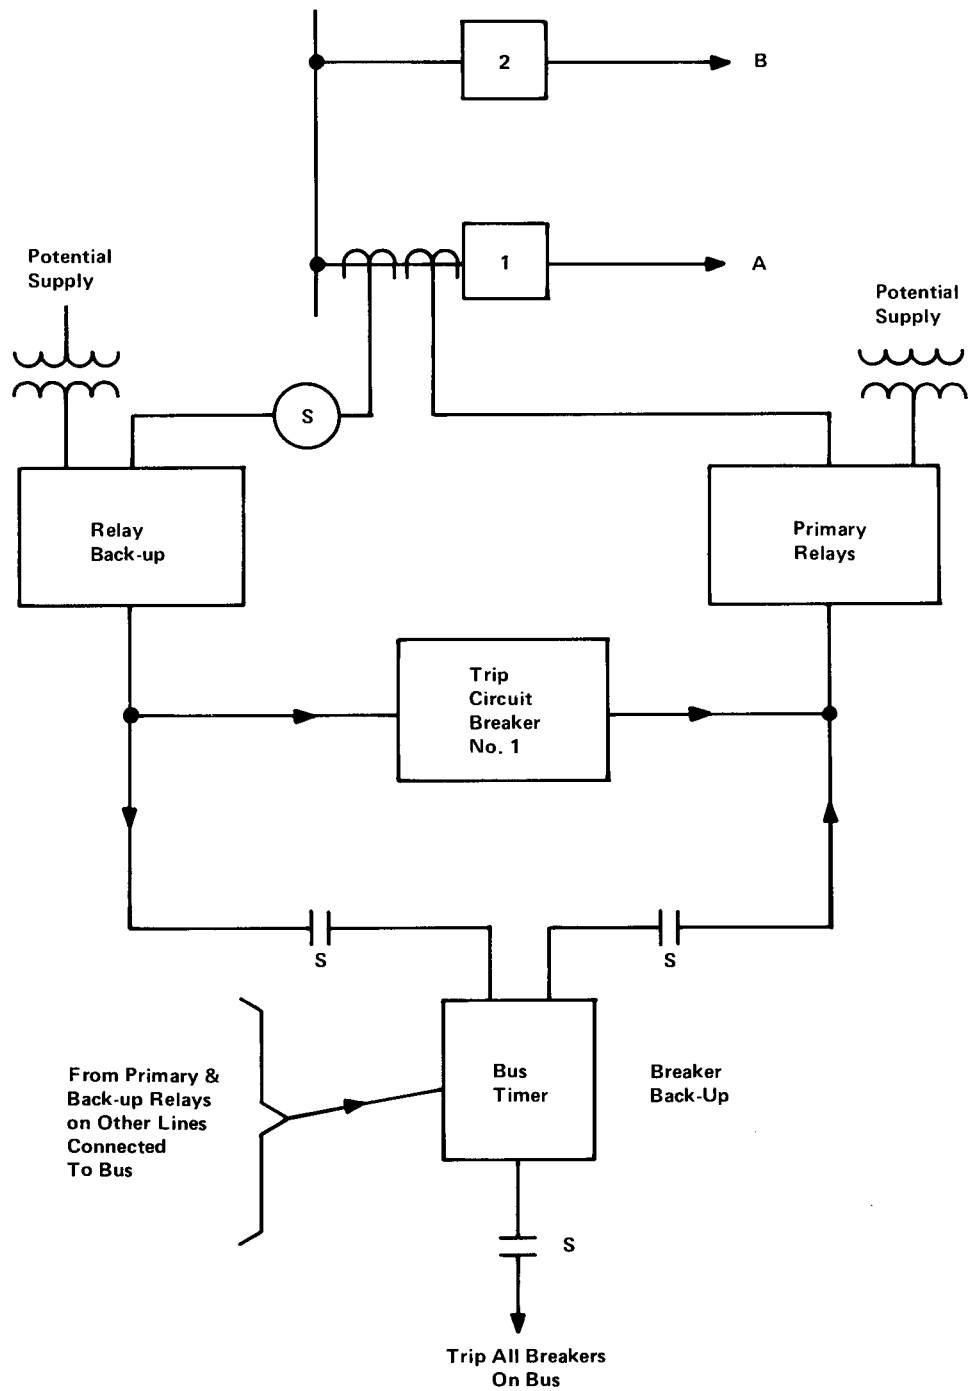 2
B
1
A
Potential
Supply
Potential
Supply
S
Relay
Back-up
Primary
Relays
Trip
Circuit
Breaker
No. 1
S
S
From Primary &
Back-up Relays
on Other Lines
Connected
To Bus
Bus
Timer
Breaker
Back-Up
S
Trip All Breakers
On Bus